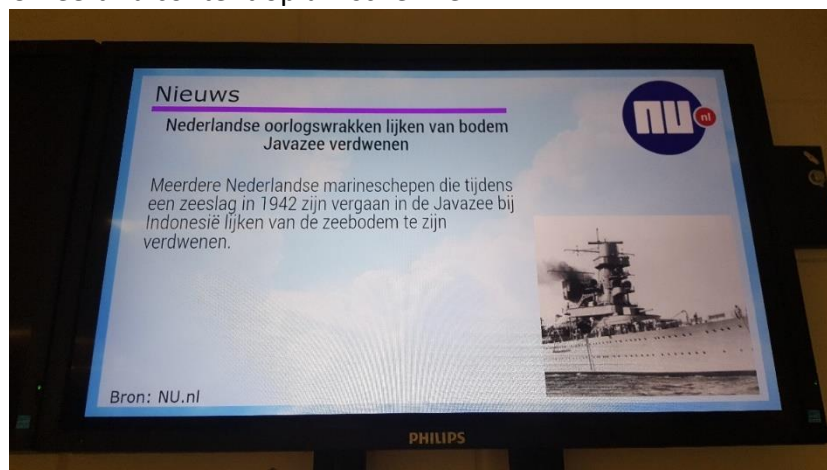 Nieuws
nu
nl
Nederlandse oorlogswrakken lijken van bodem
Javazee verdwenen
Meerdere Nederlandse marineschepen die tijdens
een zeeslag in 1942 zijn vergaan in de Javazee bij
Indonesië lijken van de zeebodem te zijn
verdwenen.
Bron: NU.nl
PHILIPS